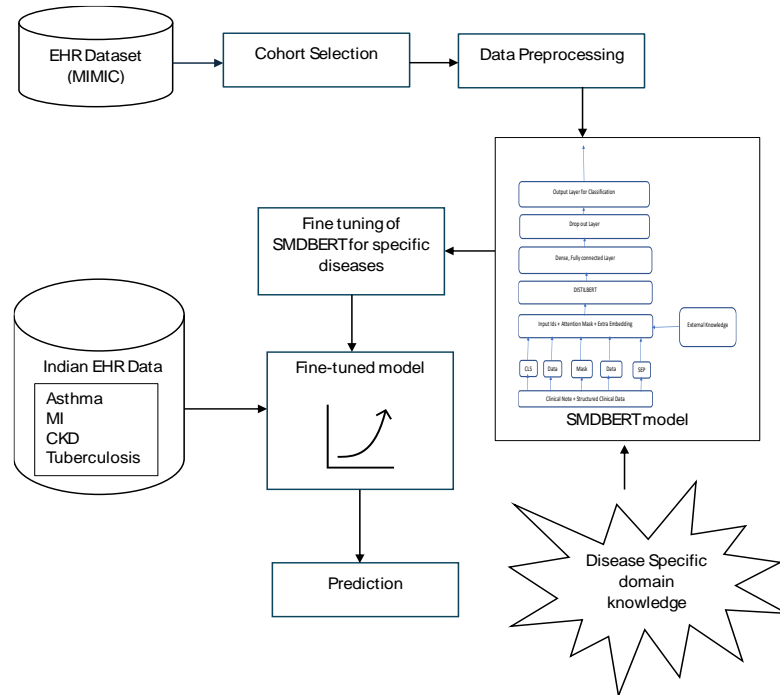 EHR Dataset
(MIMIC)
Cohort Selection
Data Preprocessing
Output Layer for Classification
Drop out Layer
Dense, Fully connected Layer
DISTILBERT
Input Ids + Attention Mask + Extra Embedding
External Knowledge
CLS
Data
Mask
Data
SEP
Clinical Note + Structured Clinical Data
SMDBERT model
Fine tuning of
SMDBERT for specific
diseases
Indian EHR Data
Asthma
MI
CKD
Tuberculosis
Fine-tuned model
Prediction
Disease Specific
domain
knowledge